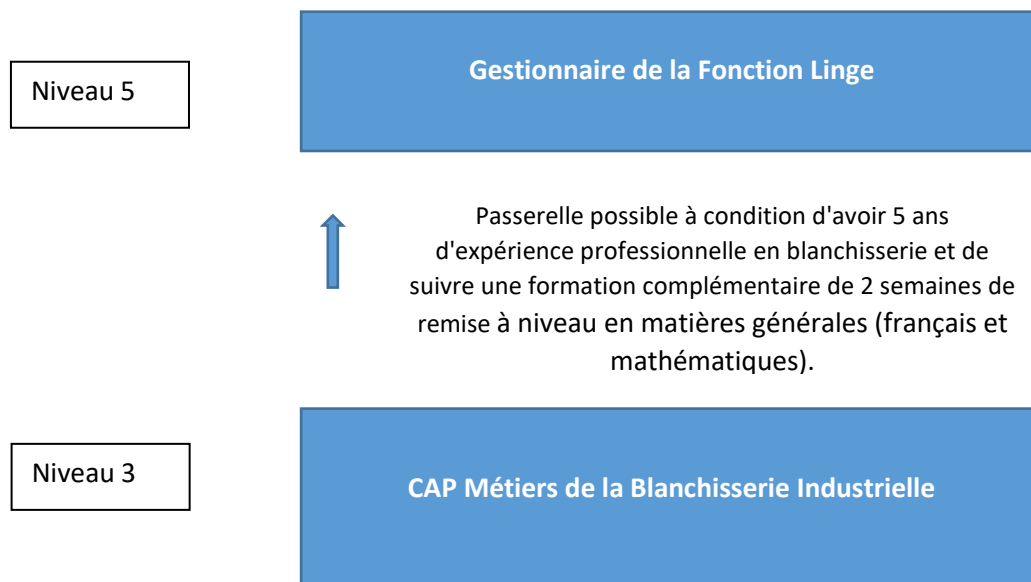 Niveau 5
Gestionnaire de la Fonction Linge
Passerelle possible à condition d'avoir 5 ans
d'expérience professionnelle en blanchisserie et de
suivre une formation complémentaire de 2 semaines de
remise à niveau en matières générales (français et
mathématiques).
Niveau 3
CAP Métiers de la Blanchisserie Industrielle